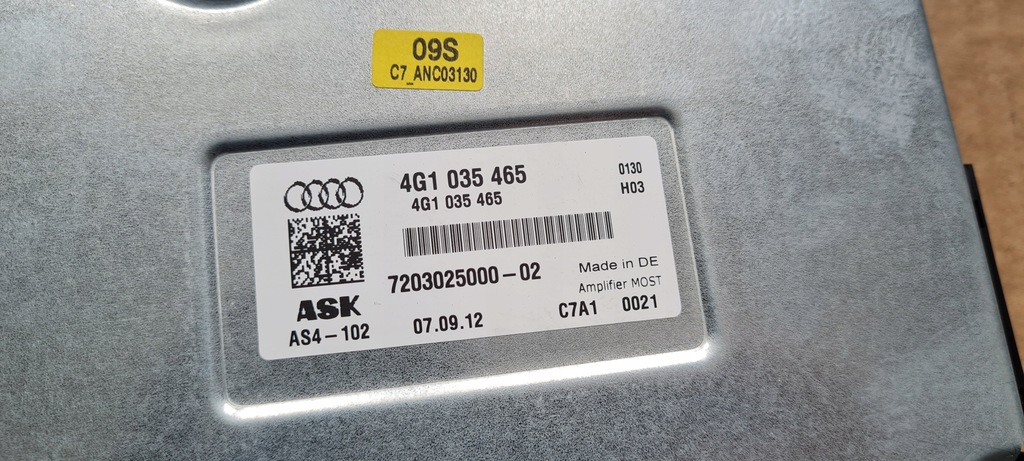 09S
C7_ANC03130
4G1 035 465
0130
4G1 035 465
H03
7203025000-02
Made in DE
Amplifier MOST
ASK
AS4-102
07.09.12
C7A1
0021